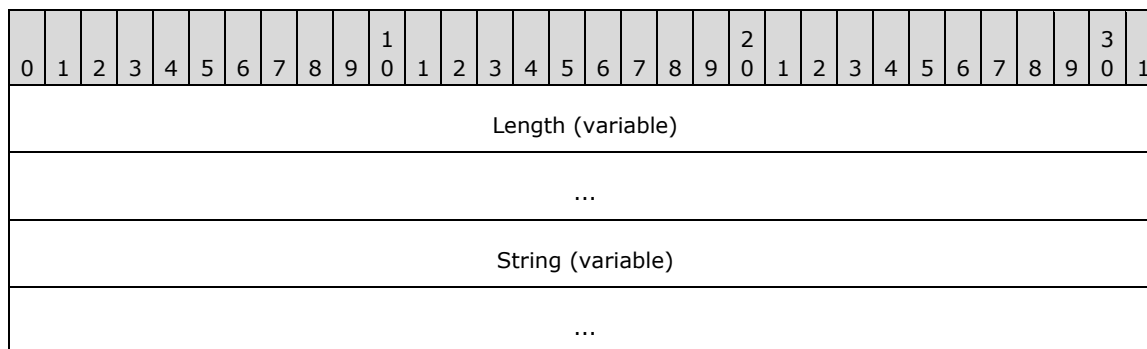 1 2 3
0 1 2 3 4 5 6 7 8 9 0 1 2 3 4 5 6 7 8 9 0 1 2 3 4 5 6 7 8 9 0 1
Length (variable)
...
String (variable)
...